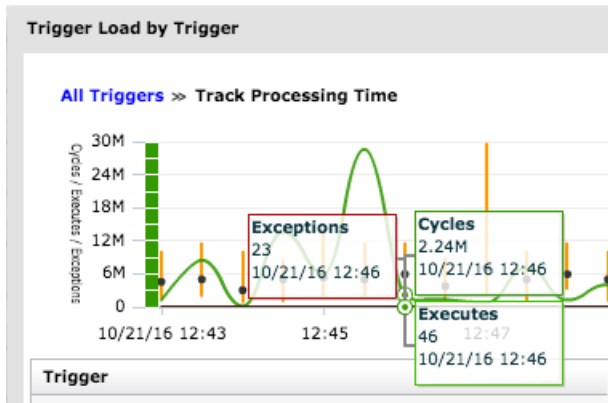 Trigger Load by Trigger
All Triggers >> Track Processing Time
Cycles / Executes / Exceptions
30M
24M
18M
12M
6M
0
Exceptions
23
10/21/16 12:46
Cycles
2.24M
10/21/16 12:46
Executes
46
10/21/16 12:46
10/21/16 12:43
12:45
12:47
Trigger